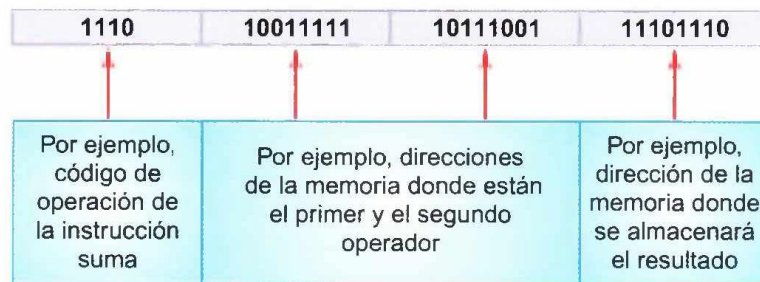 1110 10011111 10111001 11101110
Por ejemplo,
código de
operación de
la instrucción
suma
Por ejemplo, direcciones
de la memoria donde están
el primer y el segundo
operador
Por ejemplo,
dirección de la
memoria donde
se almacenará
el resultado